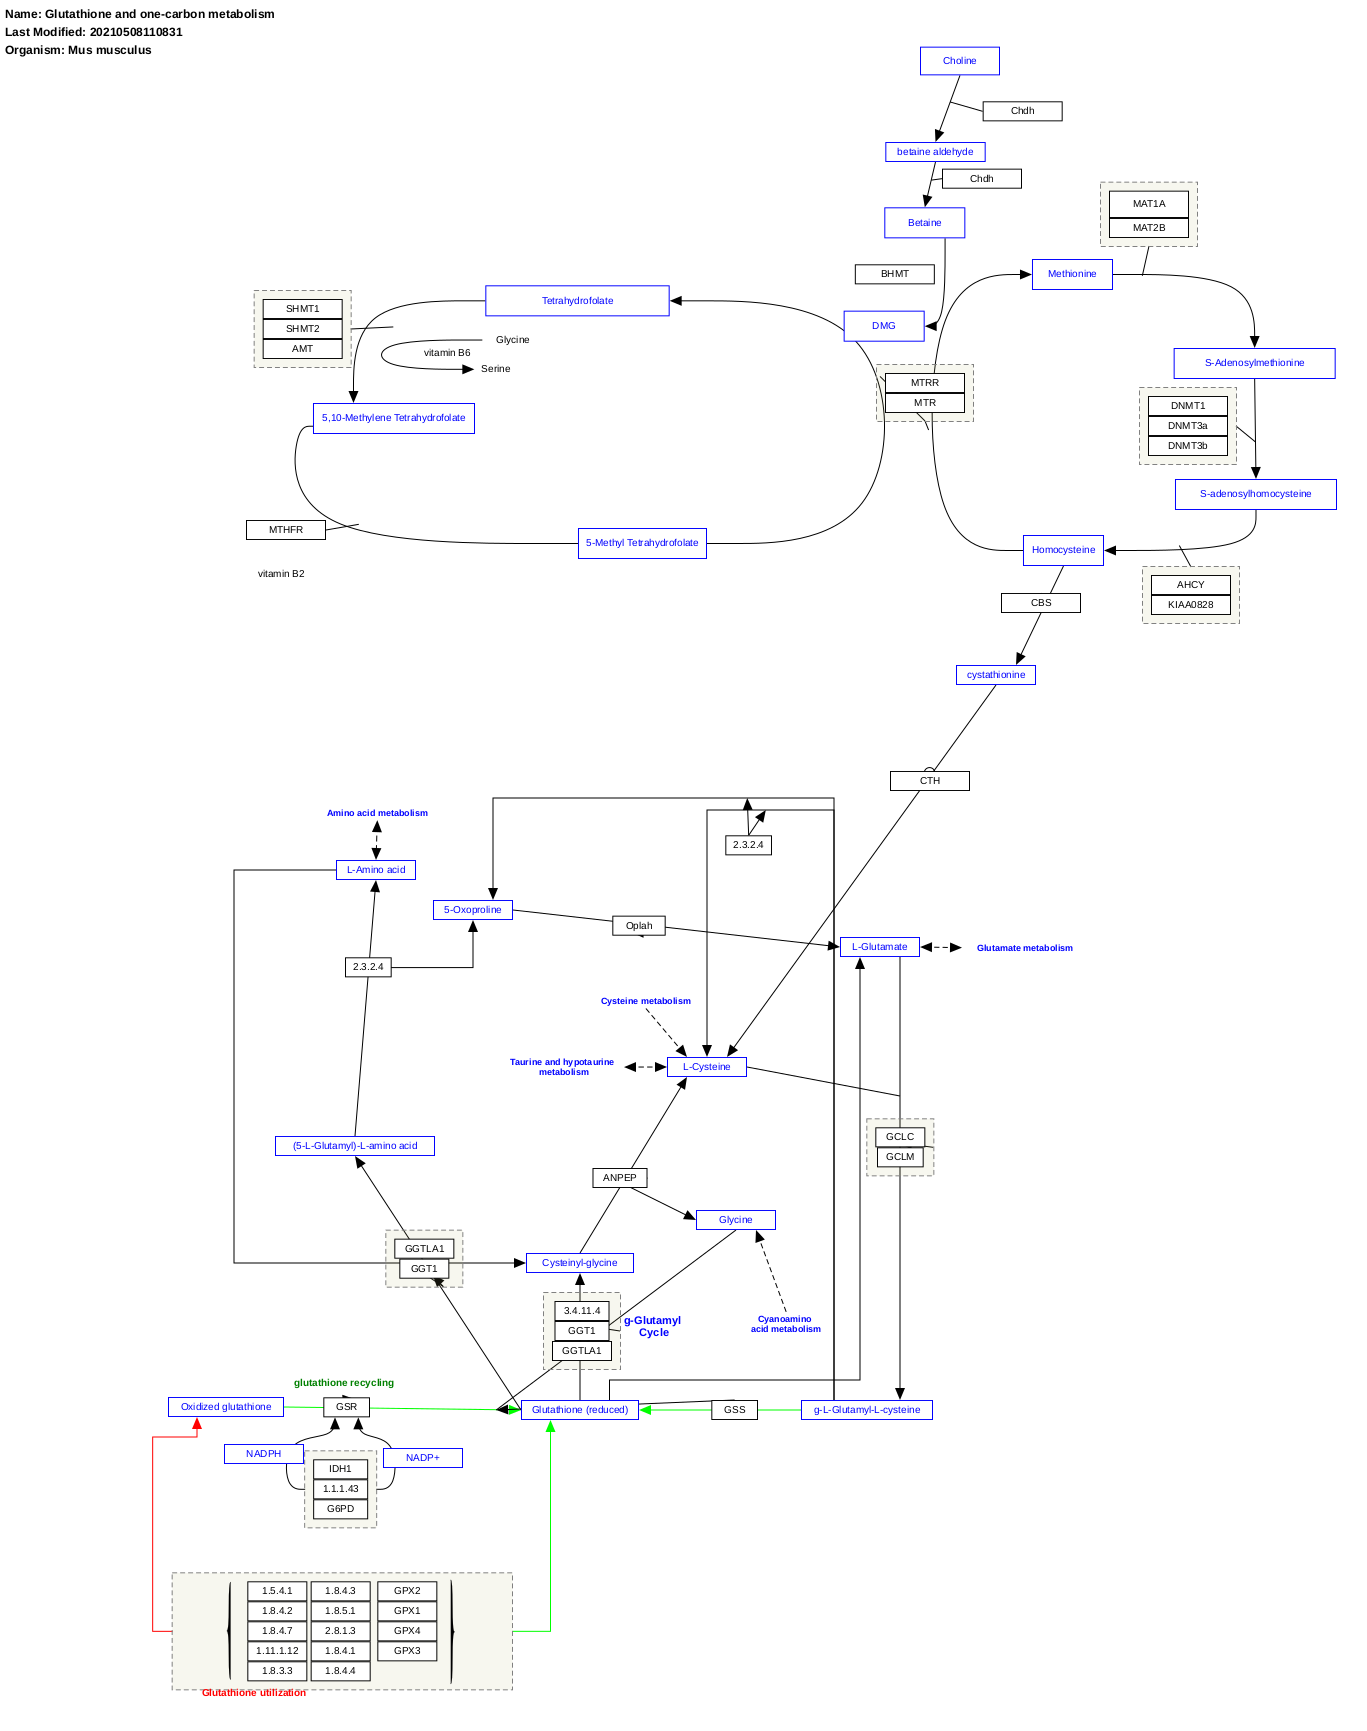 Name: Glutathione and one-carbon metabolism
Last Modified: 20210508110831
Organism: Mus musculus
Choline
Chdh
betaine aldehyde
Chdh
MAT1A
MAT2B
Betaine
BHMT
Methionine
Tetrahydrofolate
SHMT1
SHMT2
AMT
DMG
Glycine
vitamin B6
Serine
S-Adenosylmethionine
MTRR
MTR
5,10-Methylene Tetrahydrofolate
DNMT1
DNMT3a
DNMT3b
S-adenosylhomocysteine
MTHFR
5-Methyl Tetrahydrofolate
Homocysteine
vitamin B2
AHCY
KIAA0828
CBS
cystathionine
CTH
Amino acid metabolism
2.3.2.4
L-Amino acid
5-Oxoproline
Oplah
L-Glutamate
Glutamate metabolism
2.3.2.4
Cysteine metabolism
Taurine and hypotaurine
metabolism
L-Cysteine
(5-L-Glutamyl)-L-amino acid
GCLC
GCLM
ANPEP
Glycine
GGTLA1
GGT1
Cysteinyl-glycine
3.4.11.4
GGT1
GGTLA1
g-Glutamyl
Cycle
Cyanoamino
acid metabolism
glutathione recycling
Oxidized glutathione
GSR
Glutathione (reduced)
GSS
g-L-Glutamyl-L-cysteine
NADPH
NADP+
IDH1
1.1.1.43
G6PD
1.5.4.1
1.8.4.3
GPX2
1.8.4.2
1.8.5.1
GPX1
1.8.4.7
2.8.1.3
GPX4
1.11.1.12
1.8.4.1
GPX3
1.8.3.3
1.8.4.4
Glutathione utilization